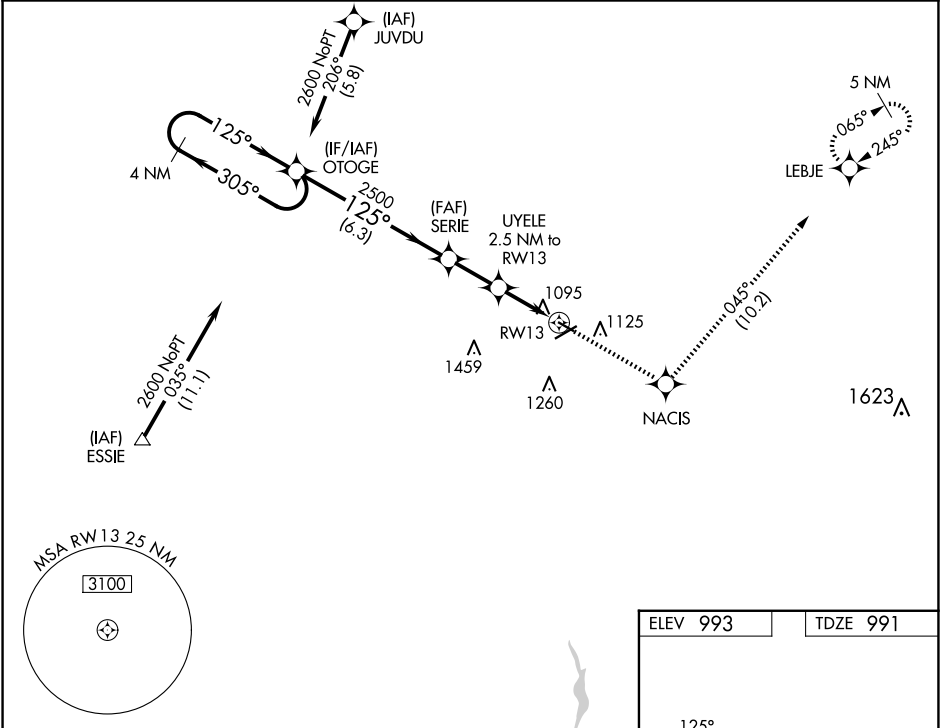 (IAF)
JUVDU
2600 NoPT
206°
(5.8)
5 NM
065°
245°
LEBJE
125°
(IF/IAF)
OTOGE
4 NM
305°
2500
125°
(6.3)
(FAF)
SERIE
UYELE
2.5 NM to
RW13
1095
RW13
1125
045°
(10.2)
1459
1260
2600 NoPT
035°
(11.1)
NACIS
1623
(IAF)
ESSIE
MSA RW13 25 NM
3100
ELEV 993
TDZE 991
125°